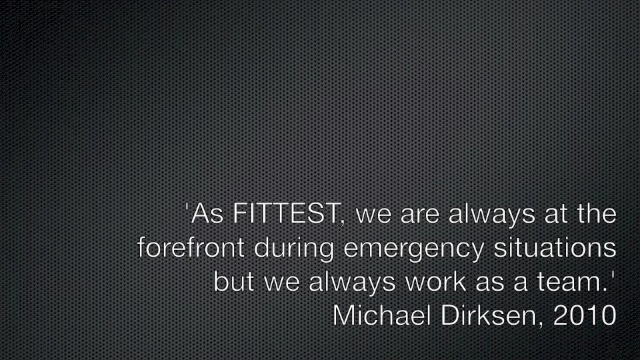 'As FITTEST, we are always at the
forefront during emergency situations
but we always work as a team.'
Michael Dirksen, 2010